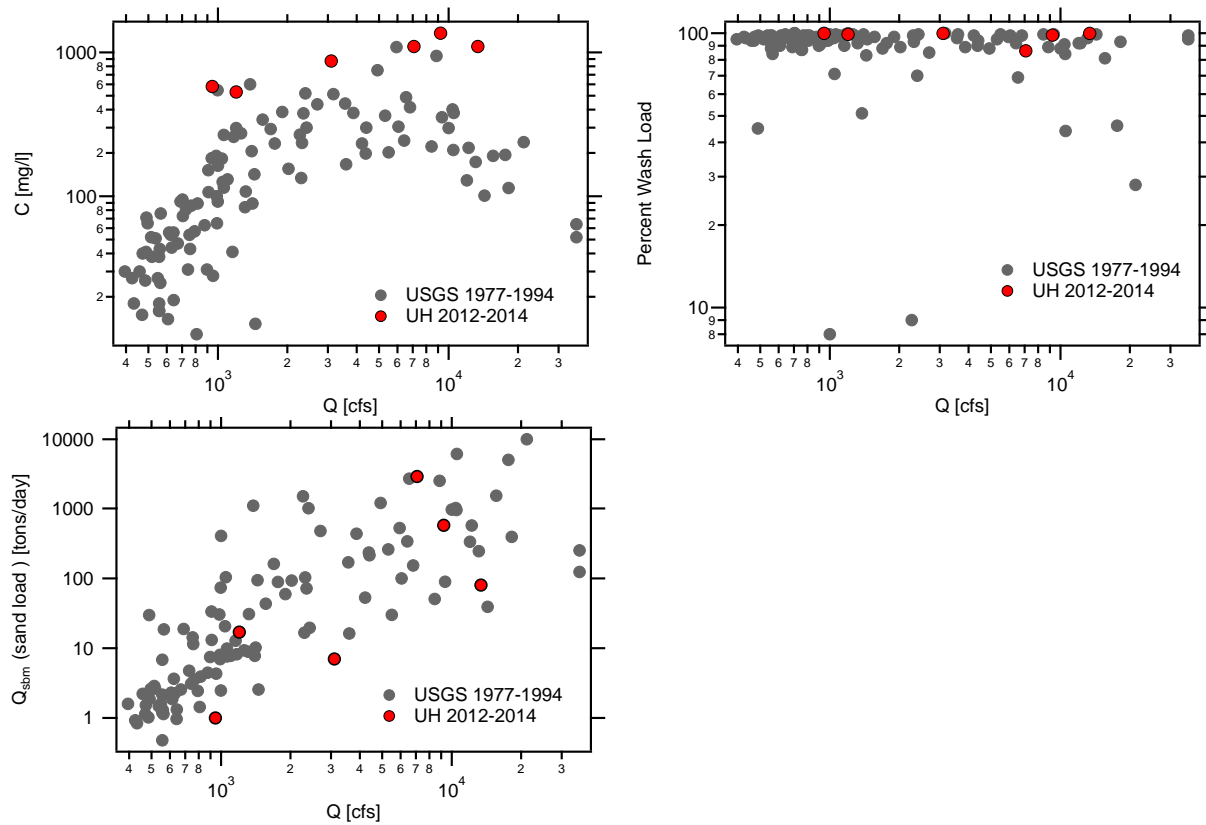 C [mg/l]
1000
8
6
4
2
100
8
6
4
2
USGS 1977-1994
UH 2012-2014
4 5 6 7 8 2 3 4 5 6 7 8 2 3
10³ 10⁴
Q [cfs]
Percent Wash Load
100
9
8
7
6
5
4
3
2
10
9
8
USGS 1977-1994
UH 2012-2014
4 5 6 7 8 2 3 4 5 6 7 8 2 3
10³ 10⁴
Q [cfs]
Qsbm (sand load ) [tons/day]
10000
1000
100
10
1
USGS 1977-1994
UH 2012-2014
4 5 6 7 8 2 3 4 5 6 7 8 2 3
10³ 10⁴
Q [cfs]